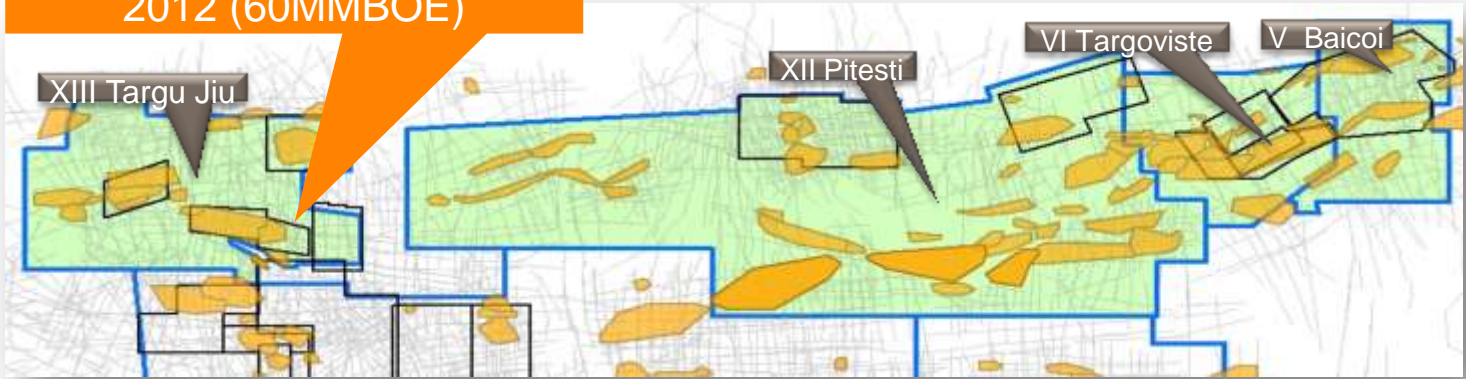 2012 (60MMBOE)
VI Targoviste
V Baicoi
XII Pitesti
XIII Targu Jiu